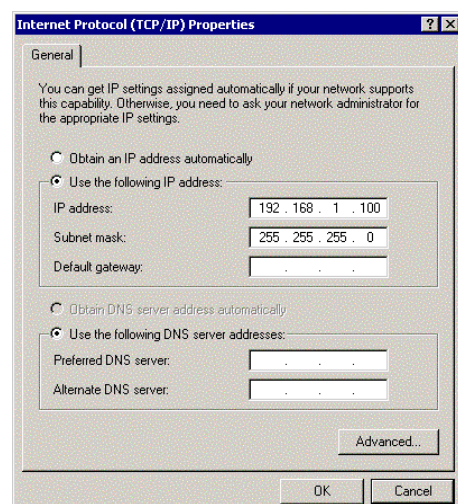 Internet Protocol (TCP/IP) Properties
General
You can get IP settings assigned automatically if your network supports
this capability. Otherwise, you need to ask your network administrator for
the appropriate IP settings.
Obtain an IP address automatically
Use the following IP address:
IP address: 192 . 168 . 1 . 100
Subnet mask: 255 . 255 . 255 . 0
Default gateway: . . .
Obtain DNS server address automatically
Use the following DNS server addresses:
Preferred DNS server: . . .
Alternate DNS server: . . .
Advanced...
OK Cancel